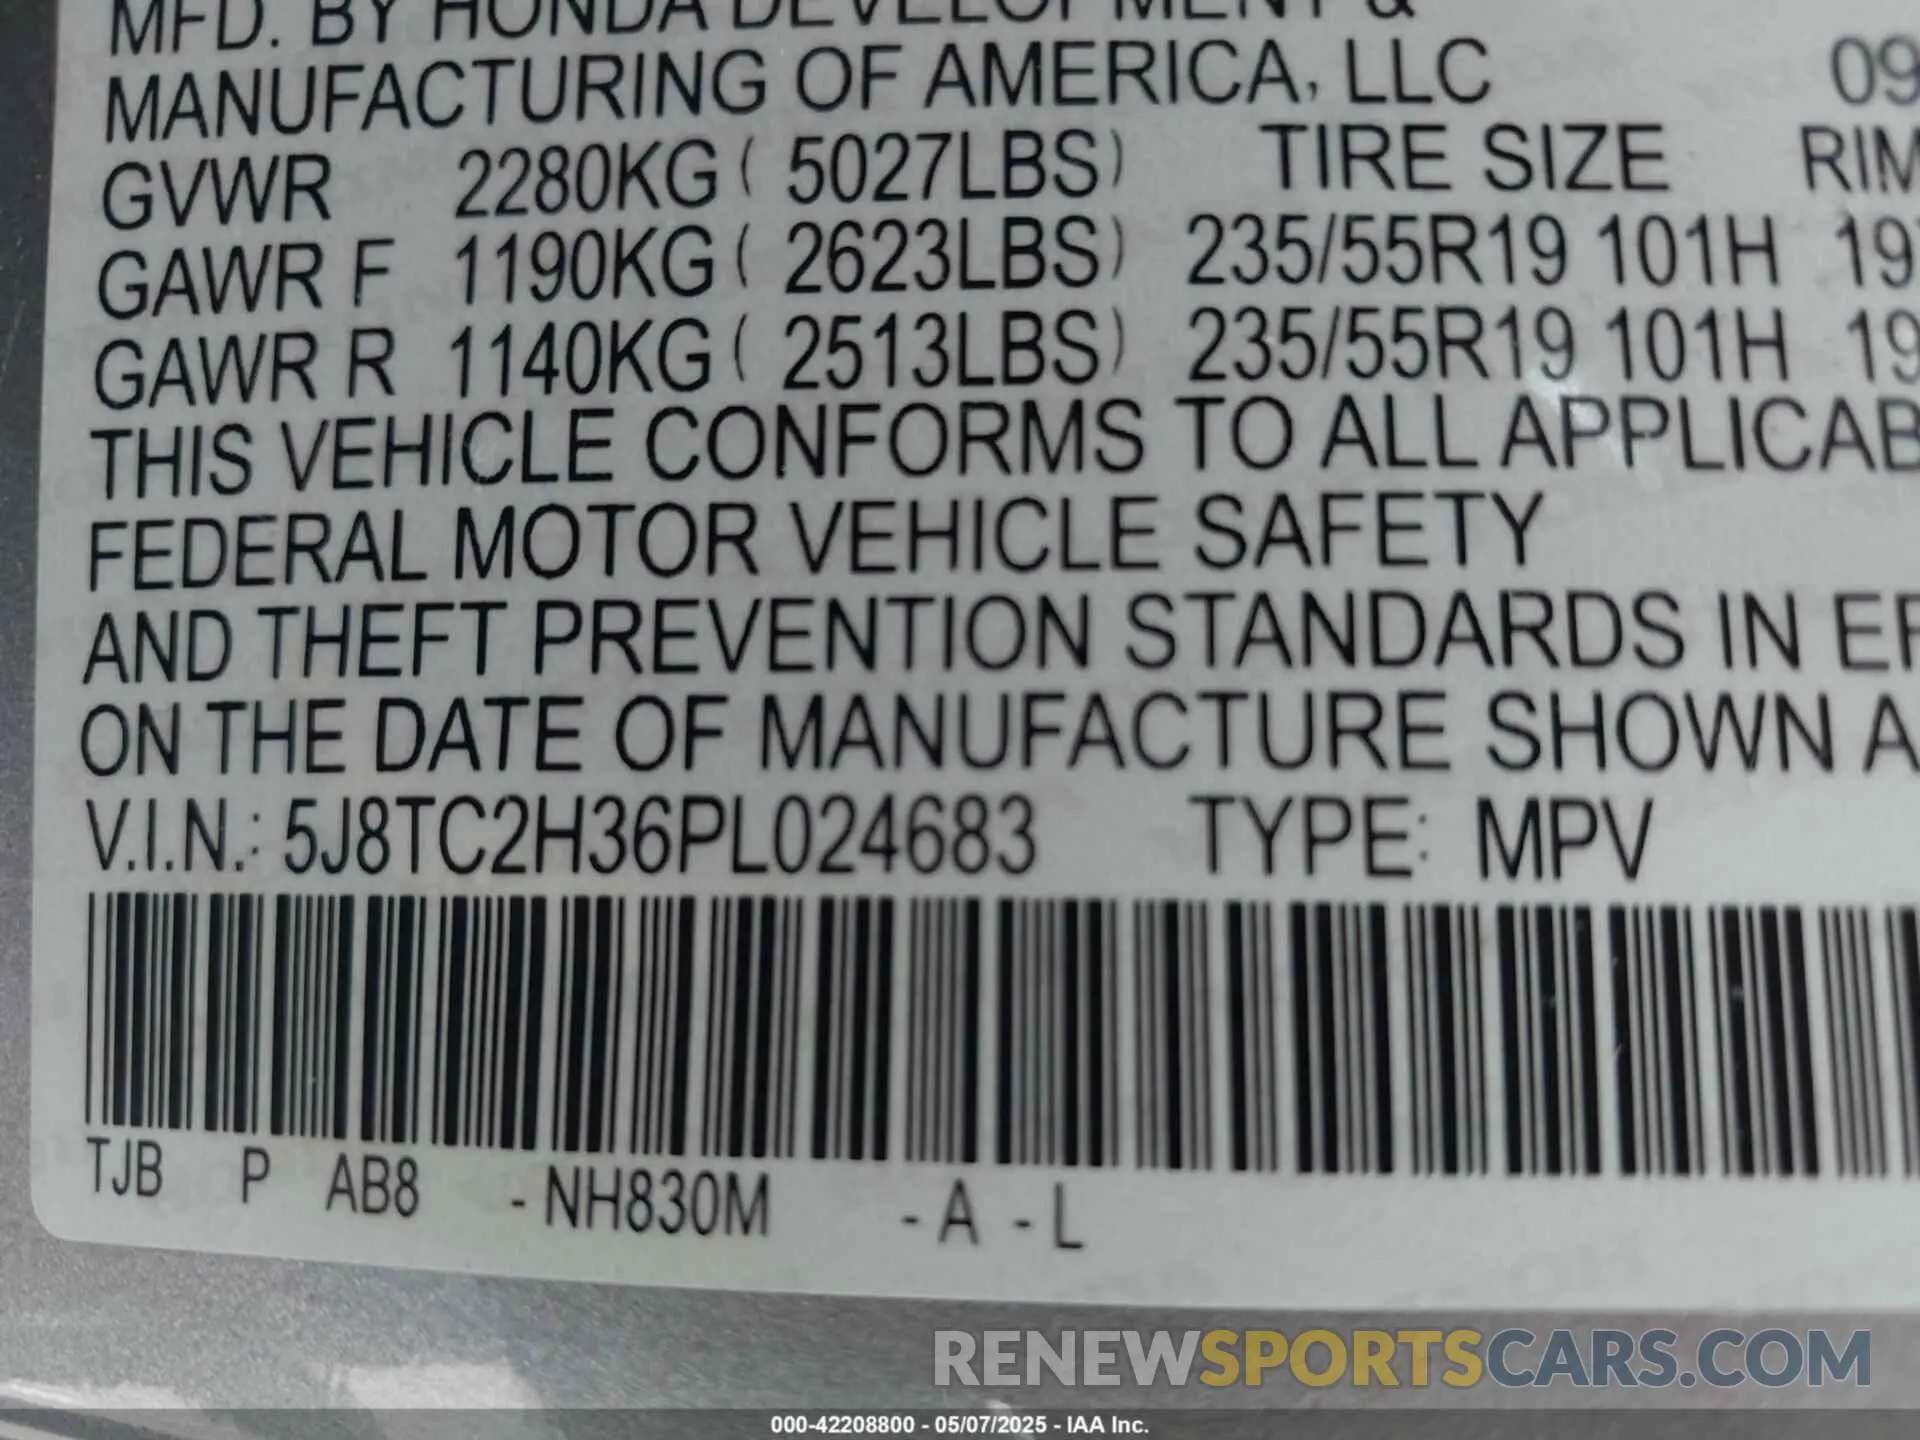 MFD. BY HONDA DEVELOPMENT &
MANUFACTURING OF AMERICA, LLC 09
GVWR 2280KG ( 5027LBS) TIRE SIZE RIM
GAWR F 1190KG ( 2623LBS) 235/55R19 101H 19
GAWR R 1140KG ( 2513LBS) 235/55R19 101H 19
THIS VEHICLE CONFORMS TO ALL APPLICAB
FEDERAL MOTOR VEHICLE SAFETY
AND THEFT PREVENTION STANDARDS IN EF
ON THE DATE OF MANUFACTURE SHOWN A
V.I.N.: 5J8TC2H36PL024683 TYPE: MPV
TJB P AB8 - NH830M - A - L
RENEWSPORTSCARS.COM
000-42208800 - 05/07/2025 - IAA Inc.